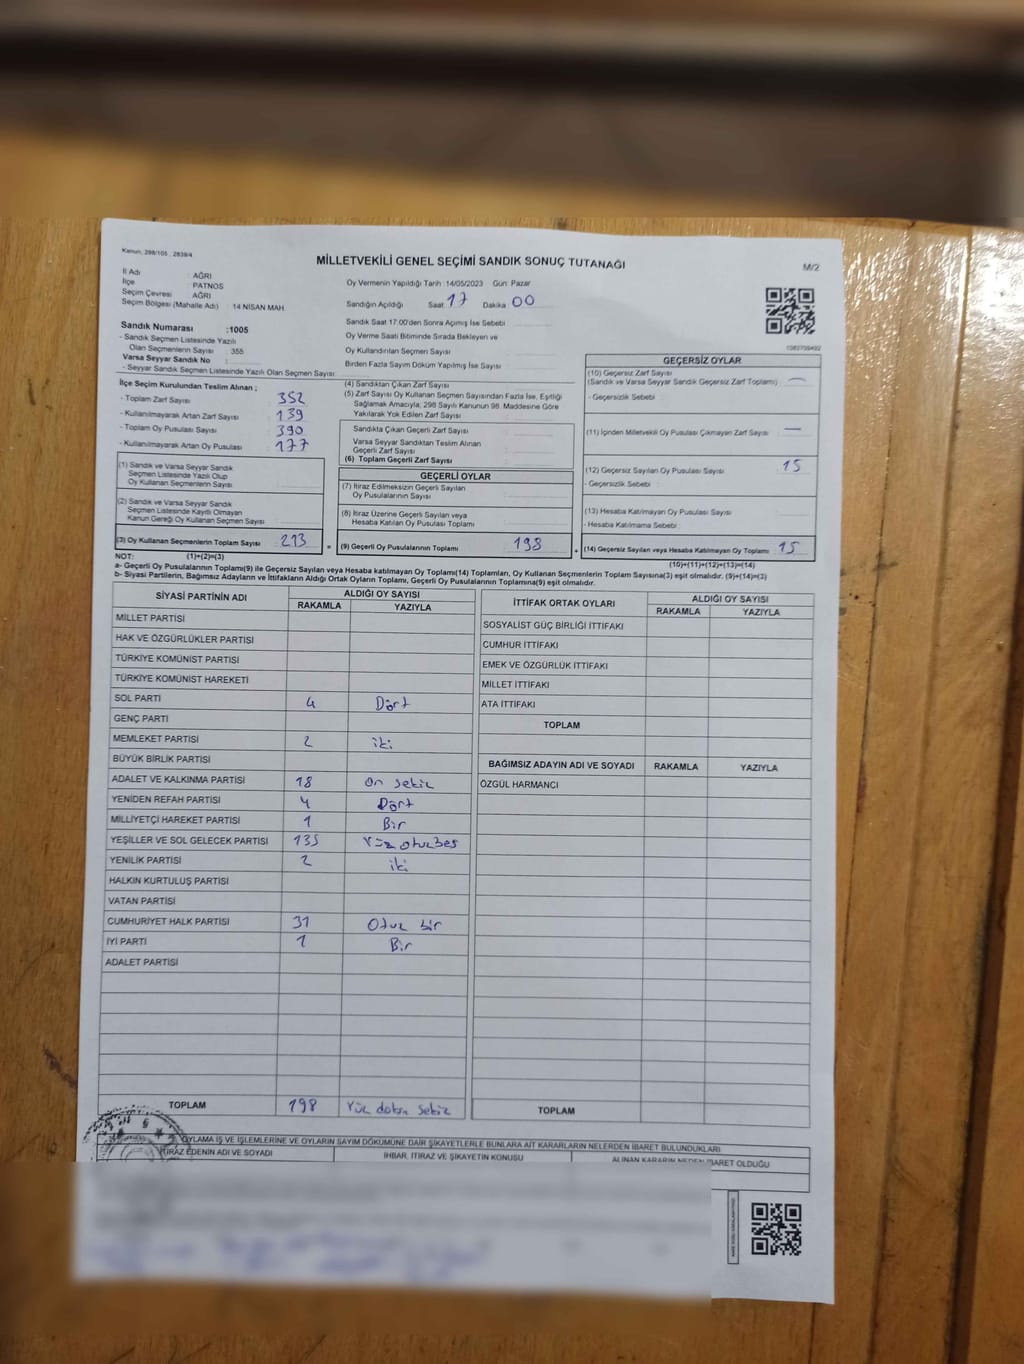 Kanun; 298/105 , 2839/4
MİLLETVEKİLİ GENEL SEÇİMİ SANDIK SONUÇ TUTANAĞI
M/2
İl Adı : AĞRI
İlçe : PATNOS
Seçim Çevresi : AĞRI
Seçim Bölgesi (Mahalle Adı) : 14 NİSAN MAH
Oy Vermenin Yapıldığı Tarih : 14/05/2023 Gün Pazar
Sandığın Açıldığı Saat 17 Dakika 00
Sandık Saat 17.00'den Sonra Açılmış İse Sebebi
Oy Verme Saati Bitiminde Sırada Bekleyen ve
Oy Kullandırılan Seçmen Sayısı
Birden Fazla Sayım Döküm Yapılmış İse Sayısı :
Sandık Numarası :1005
- Sandık Seçmen Listesinde Yazılı
Olan Seçmenlerin Sayısı : 355
Varsa Seyyar Sandık No :
- Seyyar Sandık Seçmen Listesinde Yazılı Olan Seçmen Sayısı:
İlçe Seçim Kurulundan Teslim Alınan ;
- Toplam Zarf Sayısı 352
- Kullanılmayarak Artan Zarf Sayısı 139
- Toplam Oy Pusulası Sayısı 390
- Kullanılmayarak Artan Oy Pusulası 177
(1) Sandık ve Varsa Seyyar Sandık
Seçmen Listesinde Yazılı Olup
Oy Kullanan Seçmenlerin Sayısı
(2) Sandık ve Varsa Seyyar Sandık
Seçmen Listesinde Kayıtlı Olmayan
Kanun Gereği Oy Kullanan Seçmen Sayısı
(3) Oy Kullanan Seçmenlerin Toplam Sayısı 213
(4) Sandıktan Çıkan Zarf Sayısı
(5) Zarf Sayısı Oy Kullanan Seçmen Sayısından Fazla İse, Eşitliği
Sağlamak Amacıyla; 298 Sayılı Kanunun 98. Maddesine Göre
Yakılarak Yok Edilen Zarf Sayısı
Sandıkta Çıkan Geçerli Zarf Sayısı
Varsa Seyyar Sandıktan Teslim Alınan
Geçerli Zarf Sayısı
(6) Toplam Geçerli Zarf Sayısı
GEÇERLİ OYLAR
(7) İtiraz Edilmeksizin Geçerli Sayılan
Oy Pusulalarının Sayısı
(8) İtiraz Üzerine Geçerli Sayılan veya
Hesaba Katılan Oy Pusulası Toplamı
= (9) Geçerli Oy Pusulalarının Toplamı 198
GEÇERSİZ OYLAR
(10) Geçersiz Zarf Sayısı
(Sandık ve Varsa Seyyar Sandık Geçersiz Zarf Toplamı) : —
- Geçersizlik Sebebi :
(11) İçinden Milletvekili Oy Pusulası Çıkmayan Zarf Sayısı : —
(12) Geçersiz Sayılan Oy Pusulası Sayısı : 15
- Geçersizlik Sebebi :
(13) Hesaba Katılmayan Oy Pusulası Sayısı :
- Hesaba Katılmama Sebebi :
+ (14) Geçersiz Sayılan veya Hesaba Katılmayan Oy Toplamı : 15
NOT: (1)+(2)=(3)
(10)+(11)+(12)+(13)=(14)
a- Geçerli Oy Pusulalarının Toplamı(9) ile Geçersiz Sayılan veya Hesaba katılmayan Oy Toplamı(14) Toplamları, Oy Kullanan Seçmenlerin Toplam Sayısına(3) eşit olmalıdır. (9)+(14)=(3)
b- Siyasi Partilerin, Bağımsız Adayların ve İttifakların Aldığı Ortak Oyların Toplamı, Geçerli Oy Pusulalarının Toplamına(9) eşit olmalıdır.
SİYASİ PARTİNİN ADI
ALDIĞI OY SAYISI
RAKAMLA YAZIYLA
MİLLET PARTİSİ
HAK VE ÖZGÜRLÜKLER PARTİSİ
TÜRKİYE KOMÜNİST PARTİSİ
TÜRKİYE KOMÜNİST HAREKETİ
SOL PARTİ 4 Dört
GENÇ PARTİ
MEMLEKET PARTİSİ 2 iki
BÜYÜK BİRLİK PARTİSİ
ADALET VE KALKINMA PARTİSİ 18 on sekiz
YENİDEN REFAH PARTİSİ 4 Dört
MİLLİYETÇİ HAREKET PARTİSİ 1 Bir
YEŞİLLER VE SOL GELECEK PARTİSİ 135 Yüz otuzbeş
YENİLİK PARTİSİ 2 iki
HALKIN KURTULUŞ PARTİSİ
VATAN PARTİSİ
CUMHURİYET HALK PARTİSİ 31 Otuz bir
İYİ PARTİ 1 Bir
ADALET PARTİSİ
TOPLAM 198 Yüz doksn sekiz
İTTİFAK ORTAK OYLARI
ALDIĞI OY SAYISI
RAKAMLA YAZIYLA
SOSYALİST GÜÇ BİRLİĞİ İTTİFAKI
CUMHUR İTTİFAKI
EMEK VE ÖZGÜRLÜK İTTİFAKI
MİLLET İTTİFAKI
ATA İTTİFAKI
TOPLAM
BAĞIMSIZ ADAYIN ADI VE SOYADI RAKAMLA YAZIYLA
ÖZGÜL HARMANCI
TOPLAM
OYLAMA İŞ VE İŞLEMLERİNE VE OYLARIN SAYIM DÖKÜMÜNE DAİR ŞİKAYETLERLE BUNLARA AİT KARARLARIN NELERDEN İBARET BULUNDUKLARI
İTİRAZ EDENİN ADI VE SOYADI
İHBAR, İTİRAZ VE ŞİKAYETİN KONUSU
ALINAN KARARIN NEDEN İBARET OLDUĞU